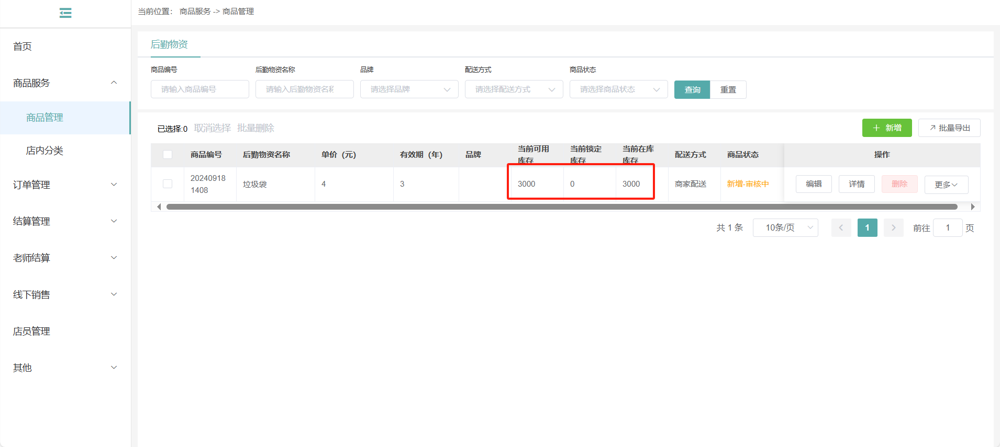 当前位置： 商品服务 -> 商品管理
首页
商品服务
商品管理
店内分类
订单管理
结算管理
老师结算
线下销售
店员管理
其他
后勤物资
商品编号 后勤物资名称 品牌 配送方式 商品状态
请输入商品编号 请输入后勤物资名称 请选择品牌 请选择配送方式 请选择商品状态 查询 重置
已选择:0 取消选择 批量删除 新增 批量导出
商品编号 后勤物资名称 单价（元） 有效期（年） 品牌 当前可用库存 当前锁定库存 当前在库库存 配送方式 商品状态 操作
202409181408 垃圾袋 4 3 3000 0 3000 商家配送 新增-审核中 编辑 详情 删除 更多
共 1 条 10条/页 1 前往 1 页